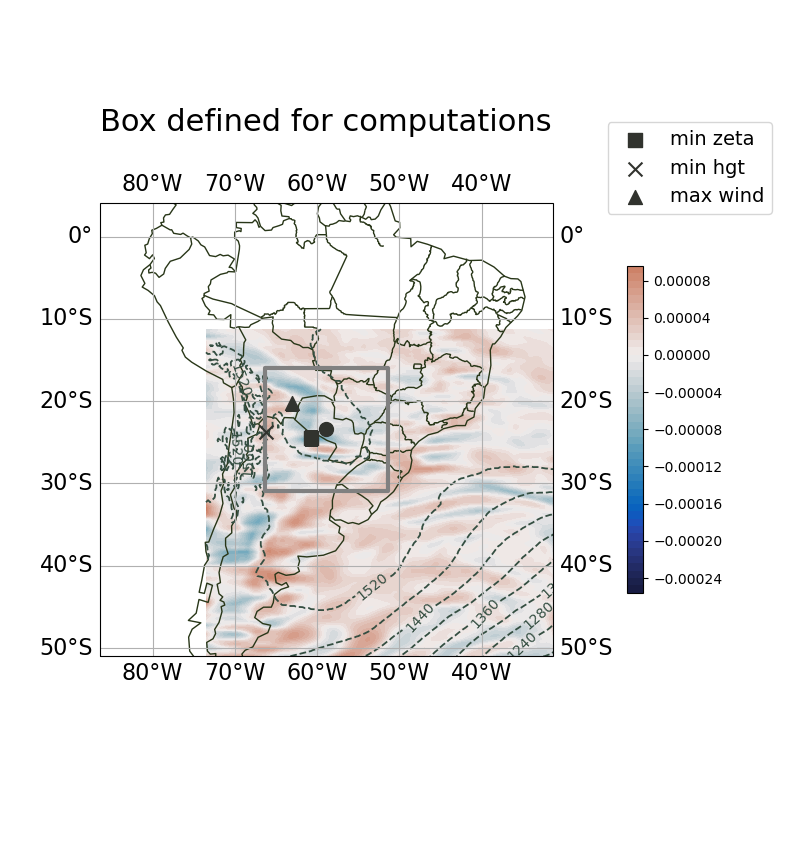 Box defined for computations
min zeta
min hgt
max wind
80°W 70°W 60°W 50°W 40°W
0° 0°
10°S 10°S
20°S 20°S
30°S 30°S
40°S 40°S
50°S 50°S
80°W 70°W 60°W 50°W 40°W
1520
1440
1360
1280
1240
0.00008
0.00004
0.00000
−0.00004
−0.00008
−0.00012
−0.00016
−0.00020
−0.00024